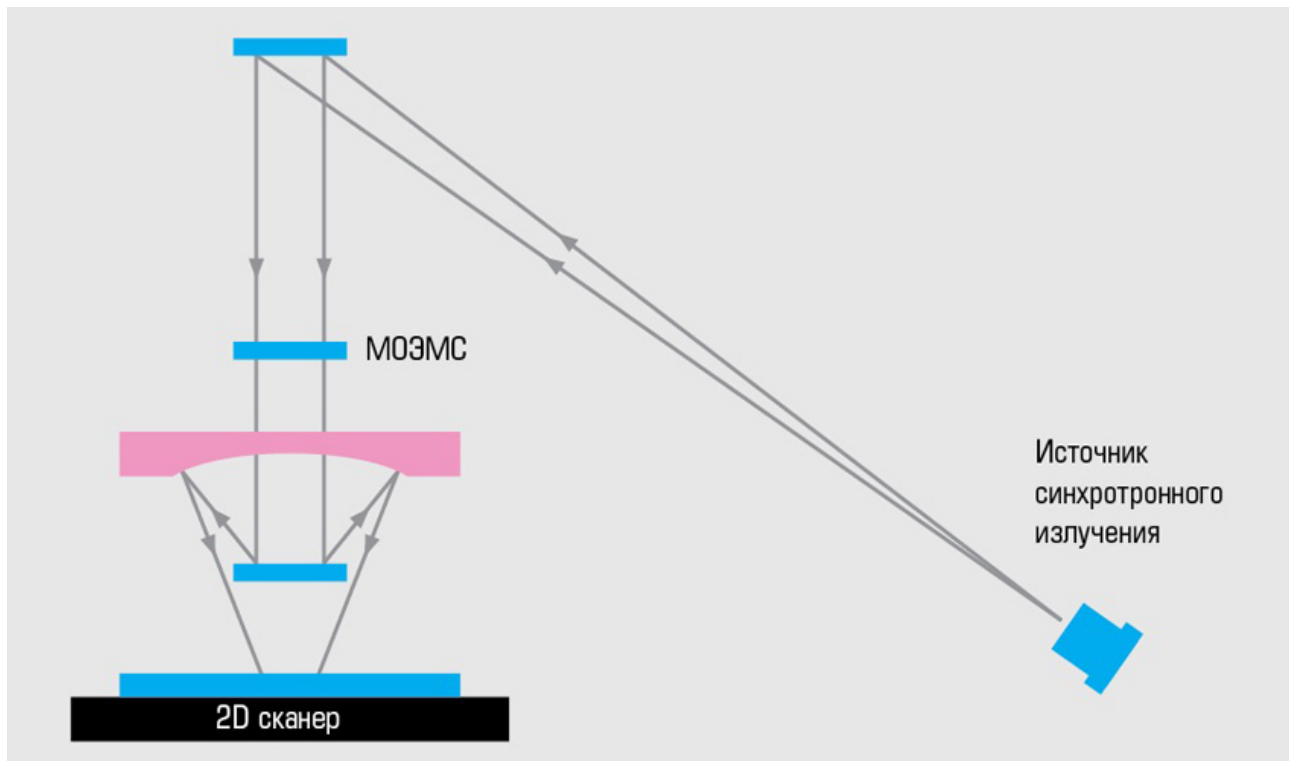 МОЭМС
Источник
синхротронного
излучения
2D сканер